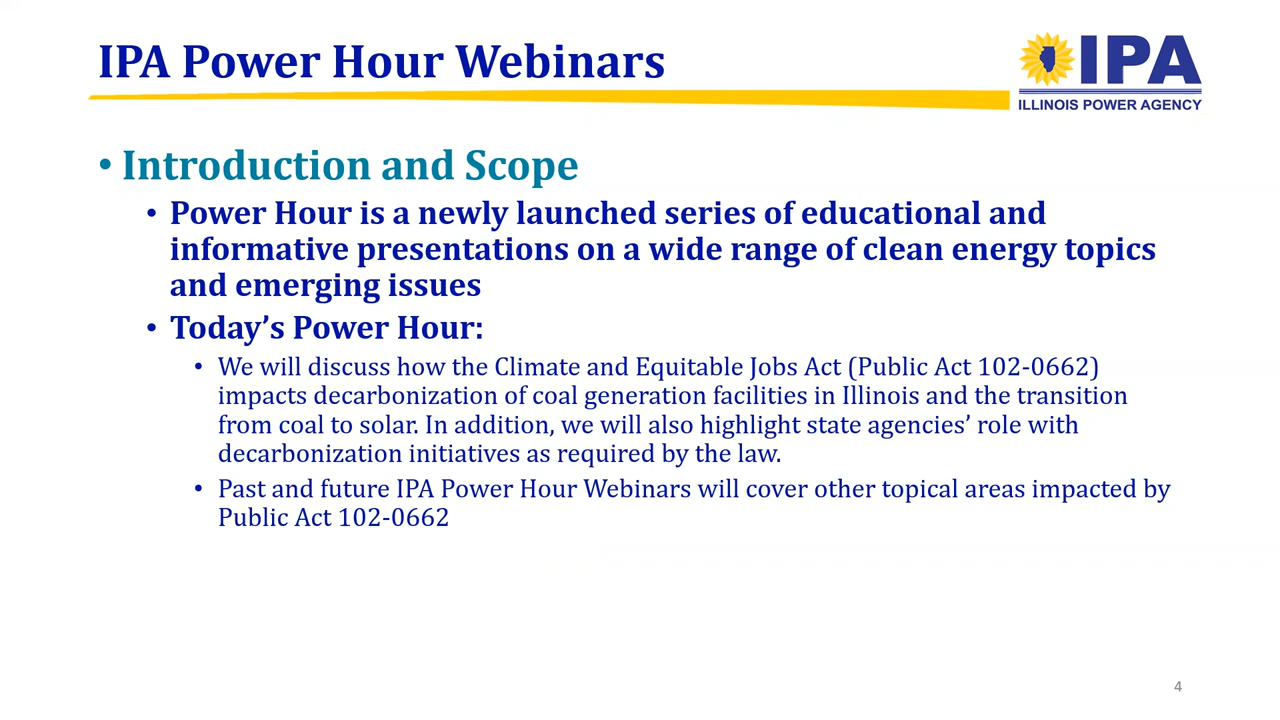 IPA Power Hour Webinars
IPA
ILLINOIS POWER AGENCY
• Introduction and Scope
• Power Hour is a newly launched series of educational and
informative presentations on a wide range of clean energy topics
and emerging issues
• Today’s Power Hour:
• We will discuss how the Climate and Equitable Jobs Act (Public Act 102-0662)
impacts decarbonization of coal generation facilities in Illinois and the transition
from coal to solar. In addition, we will also highlight state agencies’ role with
decarbonization initiatives as required by the law.
• Past and future IPA Power Hour Webinars will cover other topical areas impacted by
Public Act 102-0662
4